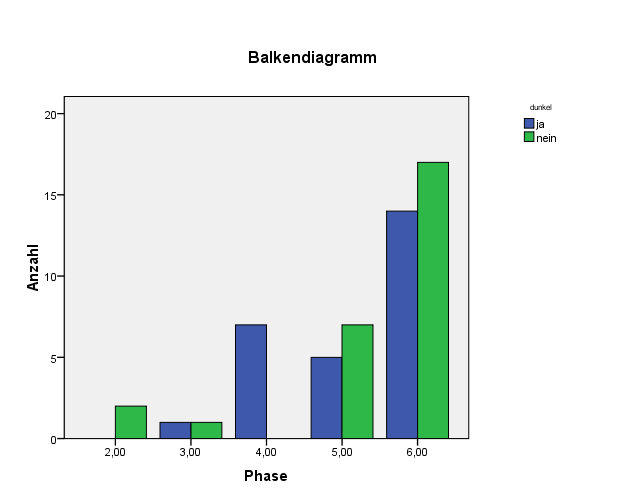 Balkendiagramm
dunkel
ja
nein
20
15
10
5
0
Anzahl
2,00 3,00 4,00 5,00 6,00
Phase